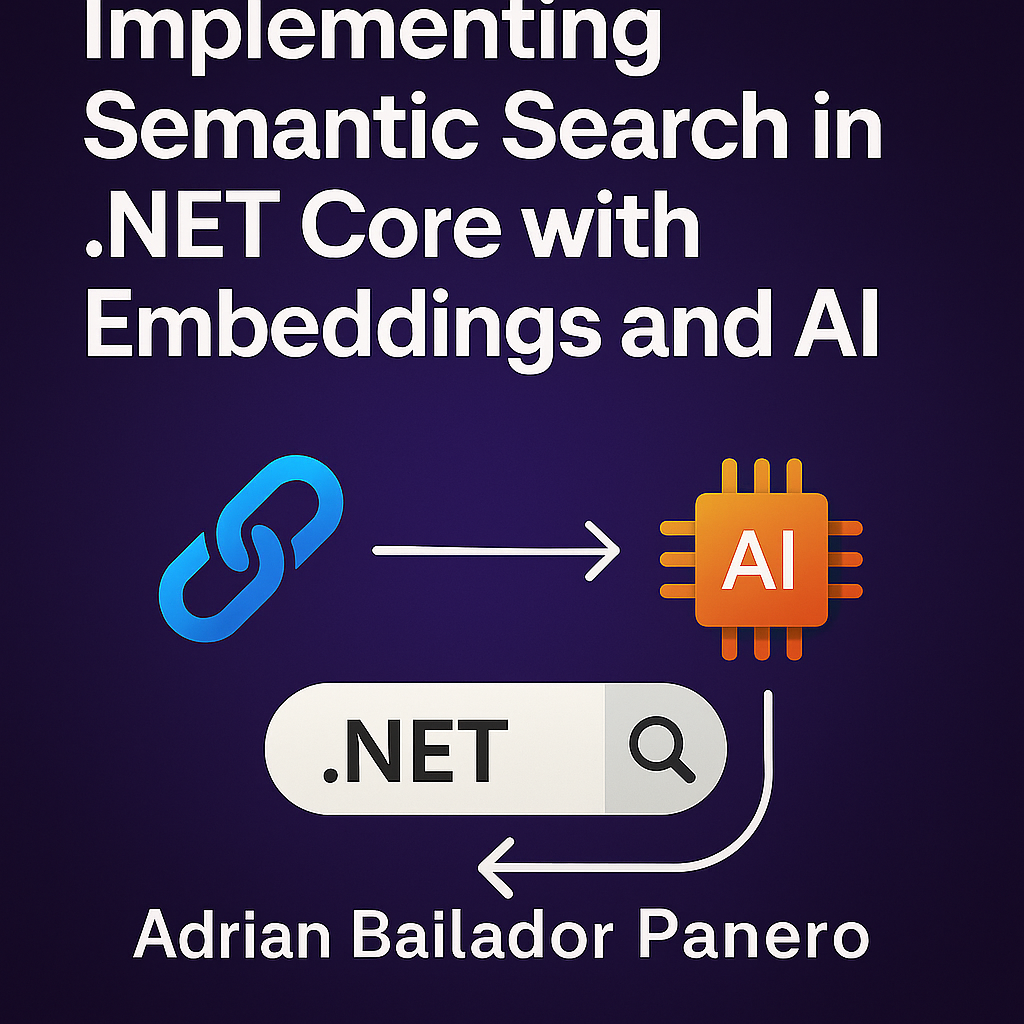 Implementing
Semantic Search in
.NET Core with
Embeddings and AI
AI
.NET
Adrian Bailador Panero